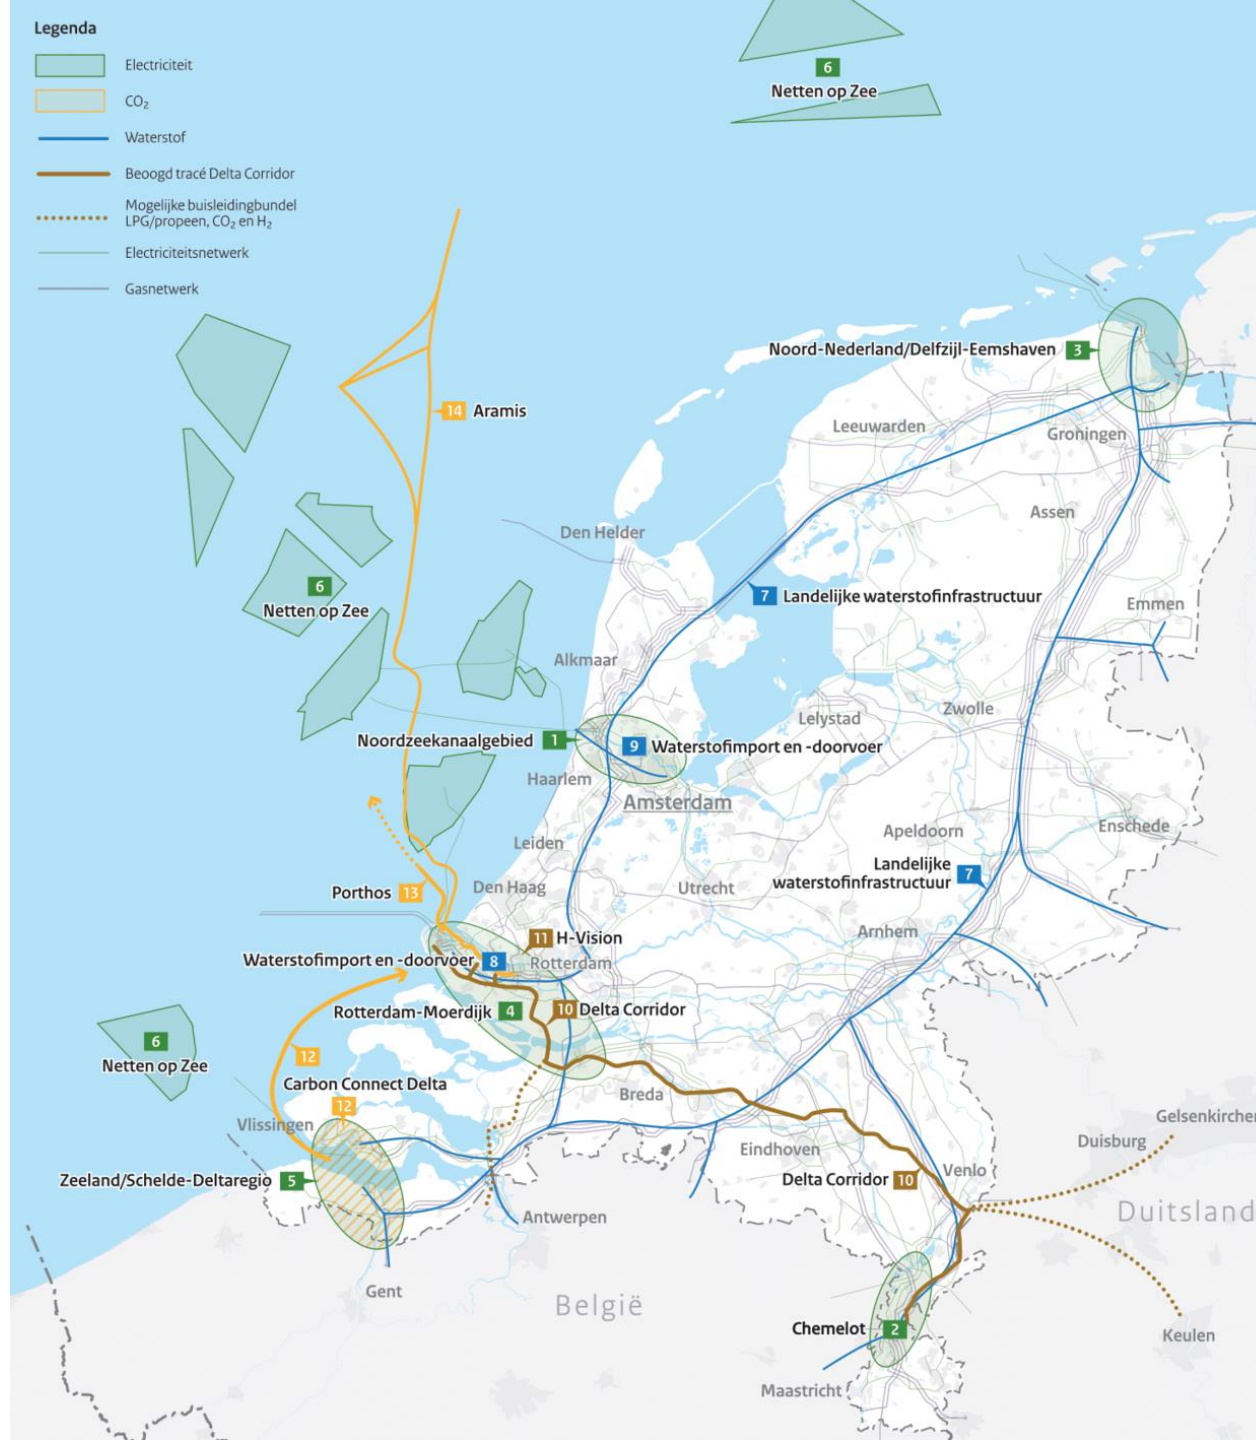 Legenda
Electriciteit
CO₂
Waterstof
Beoogd tracé Delta Corridor
Mogelijke buisleidingbundel
LPG/propeen, CO₂ en H₂
Electriciteitsnetwerk
Gasnetwerk
6
Netten op Zee
Noord-Nederland/Delfzijl-Eemshaven 3
14 Aramis
Leeuwarden
Groningen
Assen
Den Helder
6
Netten op Zee
7 Landelijke waterstofinfrastructuur
Emmen
Alkmaar
Zwolle
Lelystad
Noordzeekanaalgebied 1
9 Waterstofimport en -doorvoer
Haarlem
Amsterdam
Apeldoorn
Enschede
Leiden
Landelijke
waterstofinfrastructuur 7
Porthos 13
Den Haag
Utrecht
Arnhem
11 H-Vision
Waterstofimport en -doorvoer 8
Rotterdam
Rotterdam-Moerdijk 4
10 Delta Corridor
6
Netten op Zee
12
Carbon Connect Delta
12
Breda
Vlissingen
Gelsenkircher
Duisburg
Eindhoven
Venlo
Zeeland/Schelde-Deltaregio 5
Delta Corridor 10
Antwerpen
Duitsland
Gent
België
Chemelot 2
Keulen
Maastricht